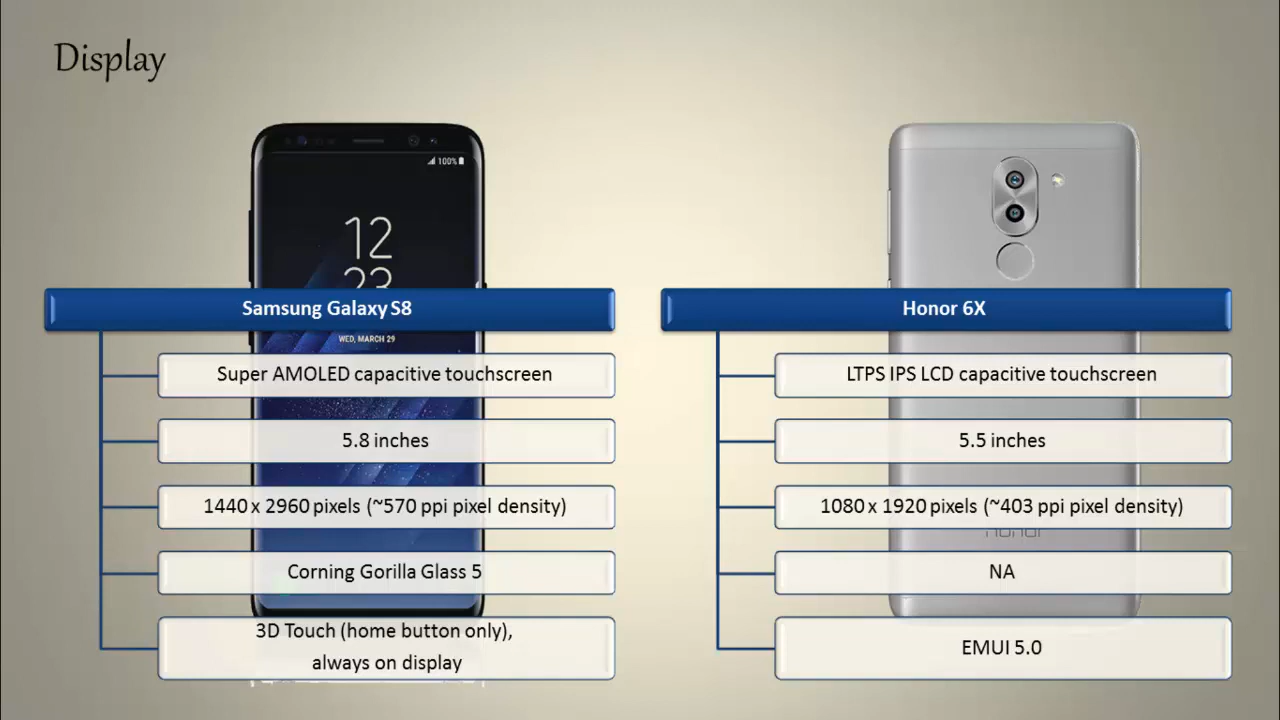 Display
100%
12
23
Samsung Galaxy S8
WED, MARCH 29
Super AMOLED capacitive touchscreen
5.8 inches
1440 x 2960 pixels (~570 ppi pixel density)
Corning Gorilla Glass 5
3D Touch (home button only),
always on display
Honor 6X
LTPS IPS LCD capacitive touchscreen
5.5 inches
1080 x 1920 pixels (~403 ppi pixel density)
honor
NA
EMUI 5.0